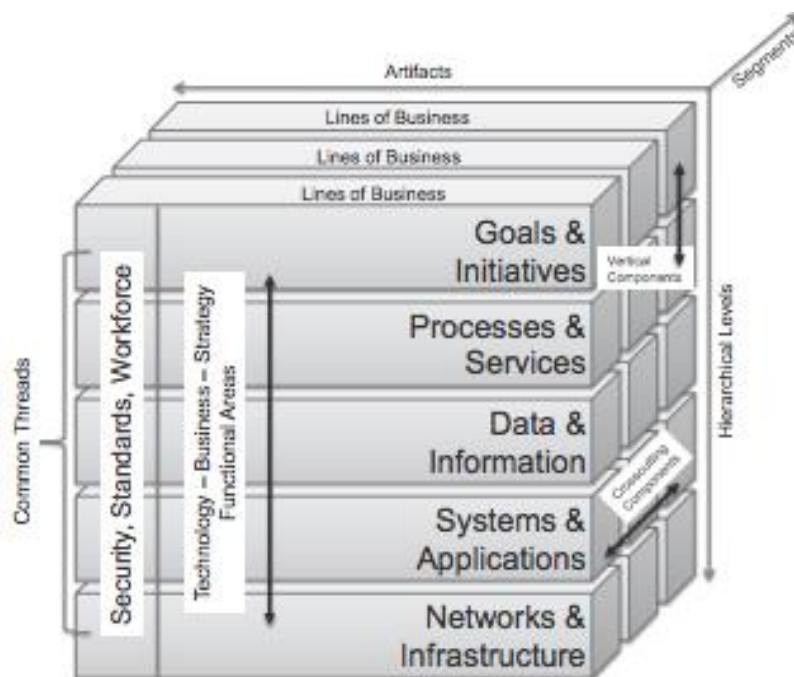 Segments
Artifacts
Lines of Business
Lines of Business
Lines of Business
Goals &
Initiatives
Vertical
Components
Processes &
Services
Data &
Information
Crosscutting
Components
Systems &
Applications
Networks &
Infrastructure
Hierarchical Levels
Common Threads
Security, Standards, Workforce
Technology – Business – Strategy
Functional Areas